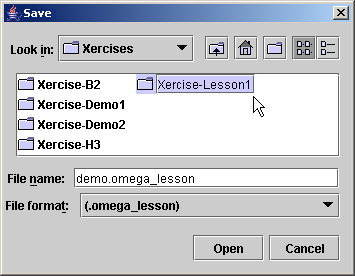 Save
Look in: Xercises
Xercise-B2 Xercise-Lesson1
Xercise-Demo1
Xercise-Demo2
Xercise-H3
File name: demo.omega_lesson
File format: (.omega_lesson)
Open Cancel